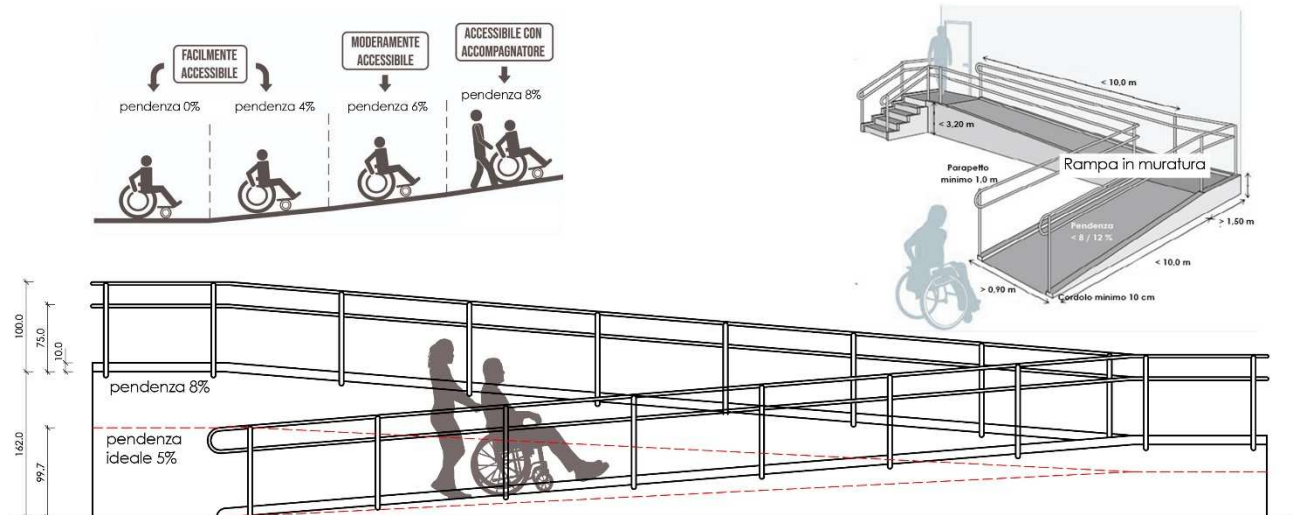 FACILMENTE
ACCESSIBILE
MODERAMENTE
ACCESSIBILE
ACCESSIBILE CON
ACCOMPAGNATORE
pendenza 0%
pendenza 4%
pendenza 6%
pendenza 8%
< 10,0 m
< 3,20 m
Parapetto
minimo 1,0 m
Rampa in muratura
Pendenza
< 8 / 12 %
> 1,50 m
< 10,0 m
> 0,90 m
Cordolo minimo 10 cm
100.0
75.0
10.0
pendenza 8%
pendenza
ideale 5%
162.0
99.7